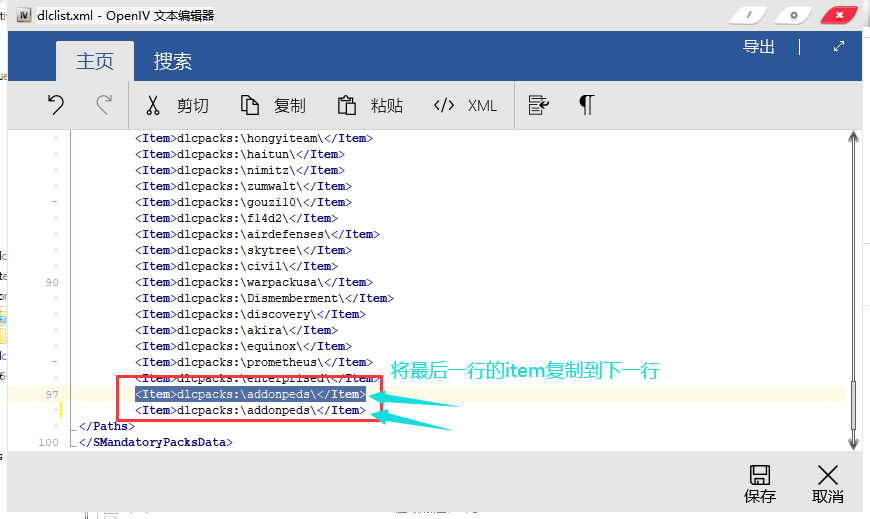 dlclist.xml - OpenIV 文本编辑器
导出
主页 搜索
剪切 复制 粘贴 </> XML
<Item>dlcpacks:\hongyiteam\</Item>
<Item>dlcpacks:\haitun\</Item>
<Item>dlcpacks:\nimitz\</Item>
<Item>dlcpacks:\zumwalt\</Item>
<Item>dlcpacks:\gouzi10\</Item>
<Item>dlcpacks:\f14d2\</Item>
<Item>dlcpacks:\airdefenses\</Item>
<Item>dlcpacks:\skytree\</Item>
<Item>dlcpacks:\civil\</Item>
90 <Item>dlcpacks:\warpackusa\</Item>
<Item>dlcpacks:\Dismemberment\</Item>
<Item>dlcpacks:\discovery\</Item>
<Item>dlcpacks:\akira\</Item>
<Item>dlcpacks:\equinox\</Item>
<Item>dlcpacks:\prometheus\</Item>
将最后一行的item复制到下一行
<Item>dlcpacks:\enterprised\</Item>
97 <Item>dlcpacks:\addonpeds\</Item>
<Item>dlcpacks:\addonpeds\</Item>
</Paths>
100 </SMandatoryPacksData>
保存 取消